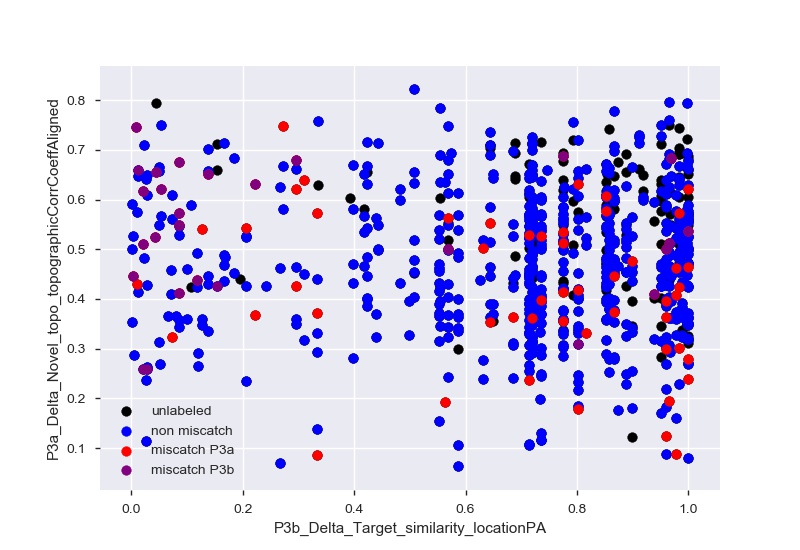 0.8
0.7
0.6
0.5
0.4
0.3
0.2
0.1
P3a_Delta_Novel_topo_topographicCorrCoeffAligned
unlabeled
non miscatch
miscatch P3a
miscatch P3b
0.0 0.2 0.4 0.6 0.8 1.0
P3b_Delta_Target_similarity_locationPA